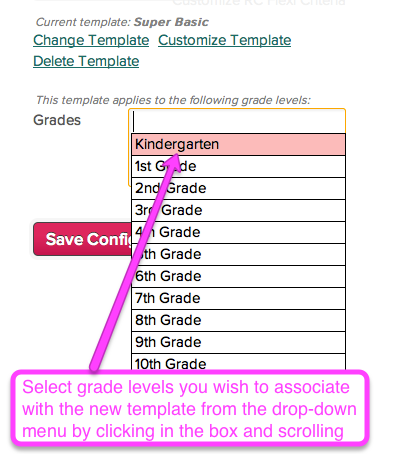 Customize RC Flexi Criteria
Current template: Super Basic
Change Template Customize Template
Delete Template
This template applies to the following grade levels:
Grades
Kindergarten
1st Grade
2nd Grade
3rd Grade
4th Grade
5th Grade
6th Grade
7th Grade
8th Grade
9th Grade
10th Grade
Save Config
Select grade levels you wish to associate
with the new template from the drop-down
menu by clicking in the box and scrolling